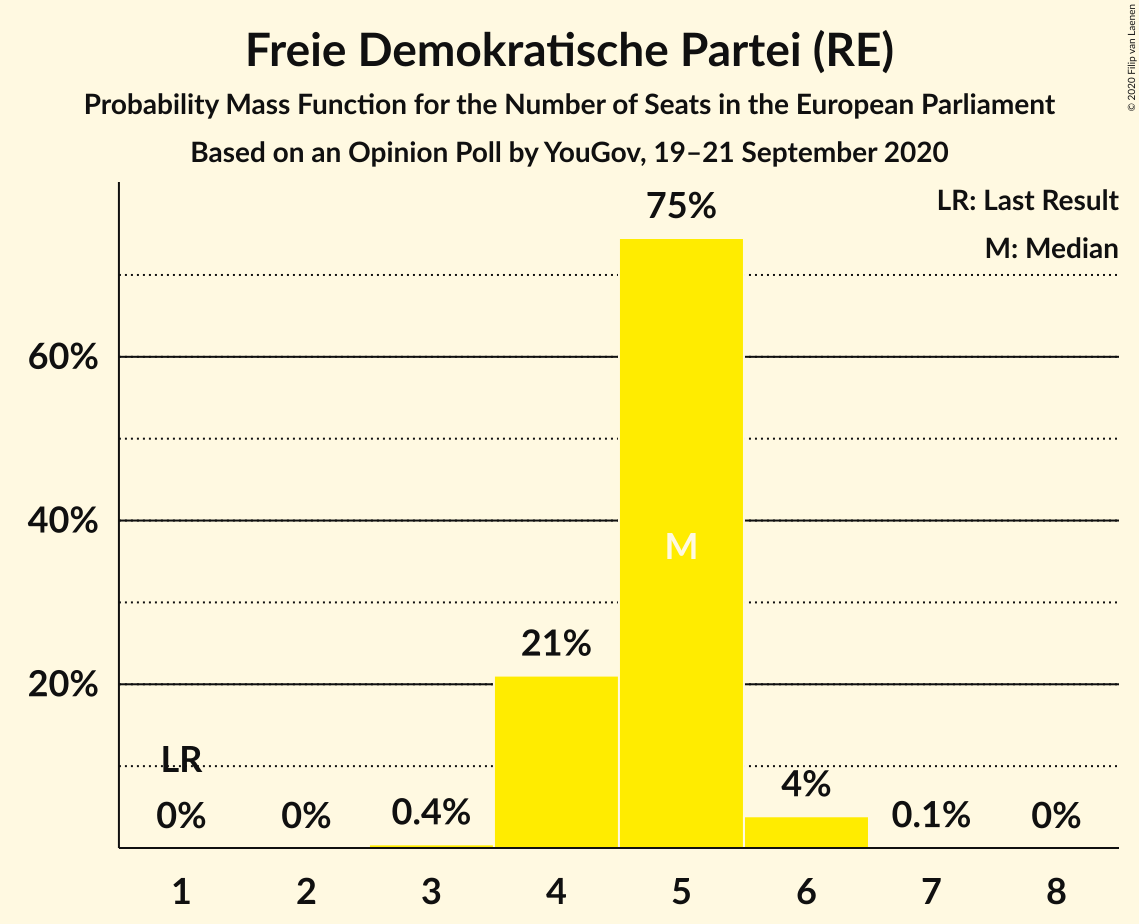 Freie Demokratische Partei (RE)
Probability Mass Function for the Number of Seats in the European Parliament
Based on an Opinion Poll by YouGov, 19–21 September 2020
© 2020 Filip van Laenen
LR: Last Result
M: Median
75%
60%
40%
M
21%
20%
LR
4%
0%
0%
0.4%
0.1%
0%
1
2
3
4
5
6
7
8